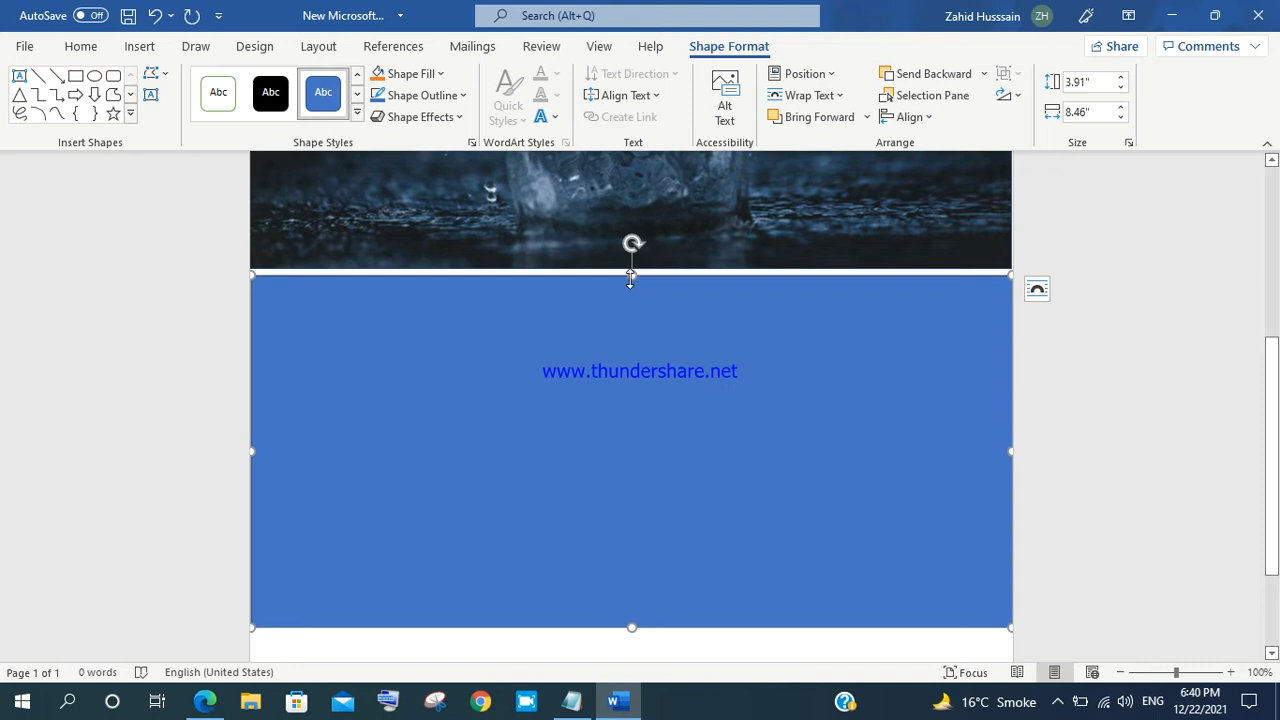 AutoSave Off New Microsoft... Search (Alt+Q) Zahid Husssain ZH
File Home Insert Draw Design Layout References Mailings Review View Help Shape Format Share Comments
Abc Abc Abc
Shape Fill
Shape Outline
Shape Effects
Quick
Styles
Text Direction
Align Text
Create Link
Alt
Text
Position
Wrap Text
Bring Forward
Send Backward
Selection Pane
Align
3.91"
8.46"
Insert Shapes Shape Styles WordArt Styles Text Accessibility Arrange Size
www.thundershare.net
Page 1 of 1 0 words English (United States) Focus 100%
16°C Smoke ENG 6:40 PM
12/22/2021